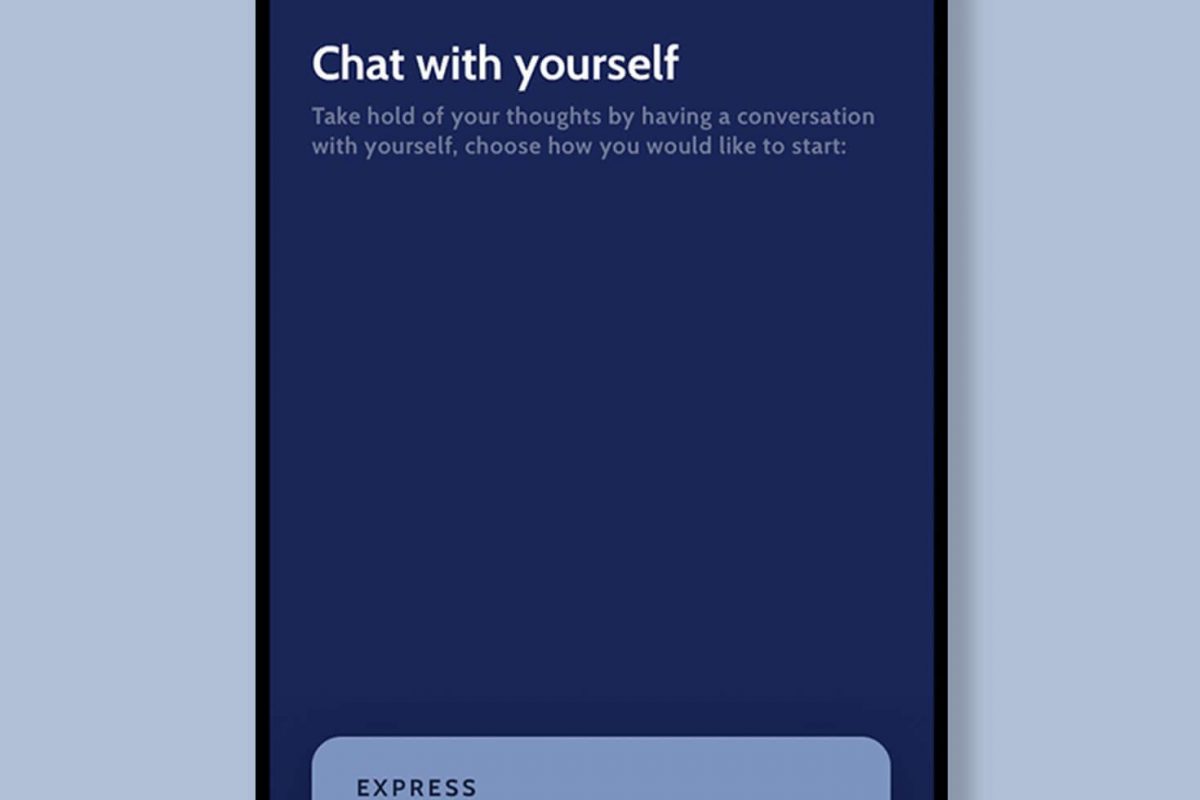 Chat with yourself
Take hold of your thoughts by having a conversation
with yourself, choose how you would like to start:
EXPRESS